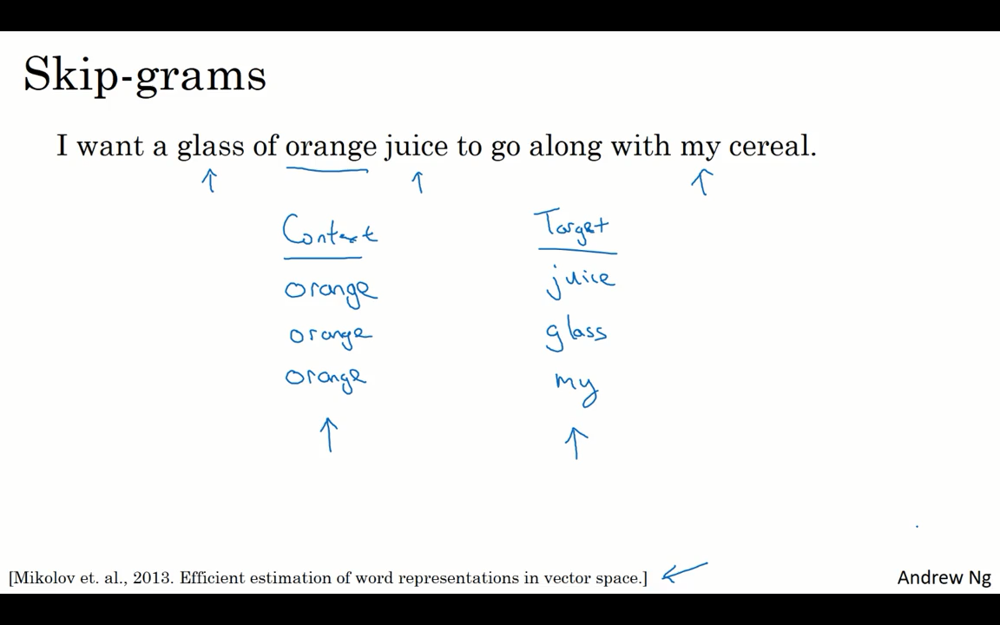 Skip-grams
I want a glass of orange juice to go along with my cereal.
Context Target
orange juice
orange glass
orange my
[Mikolov et. al., 2013. Efficient estimation of word representations in vector space.]
Andrew Ng